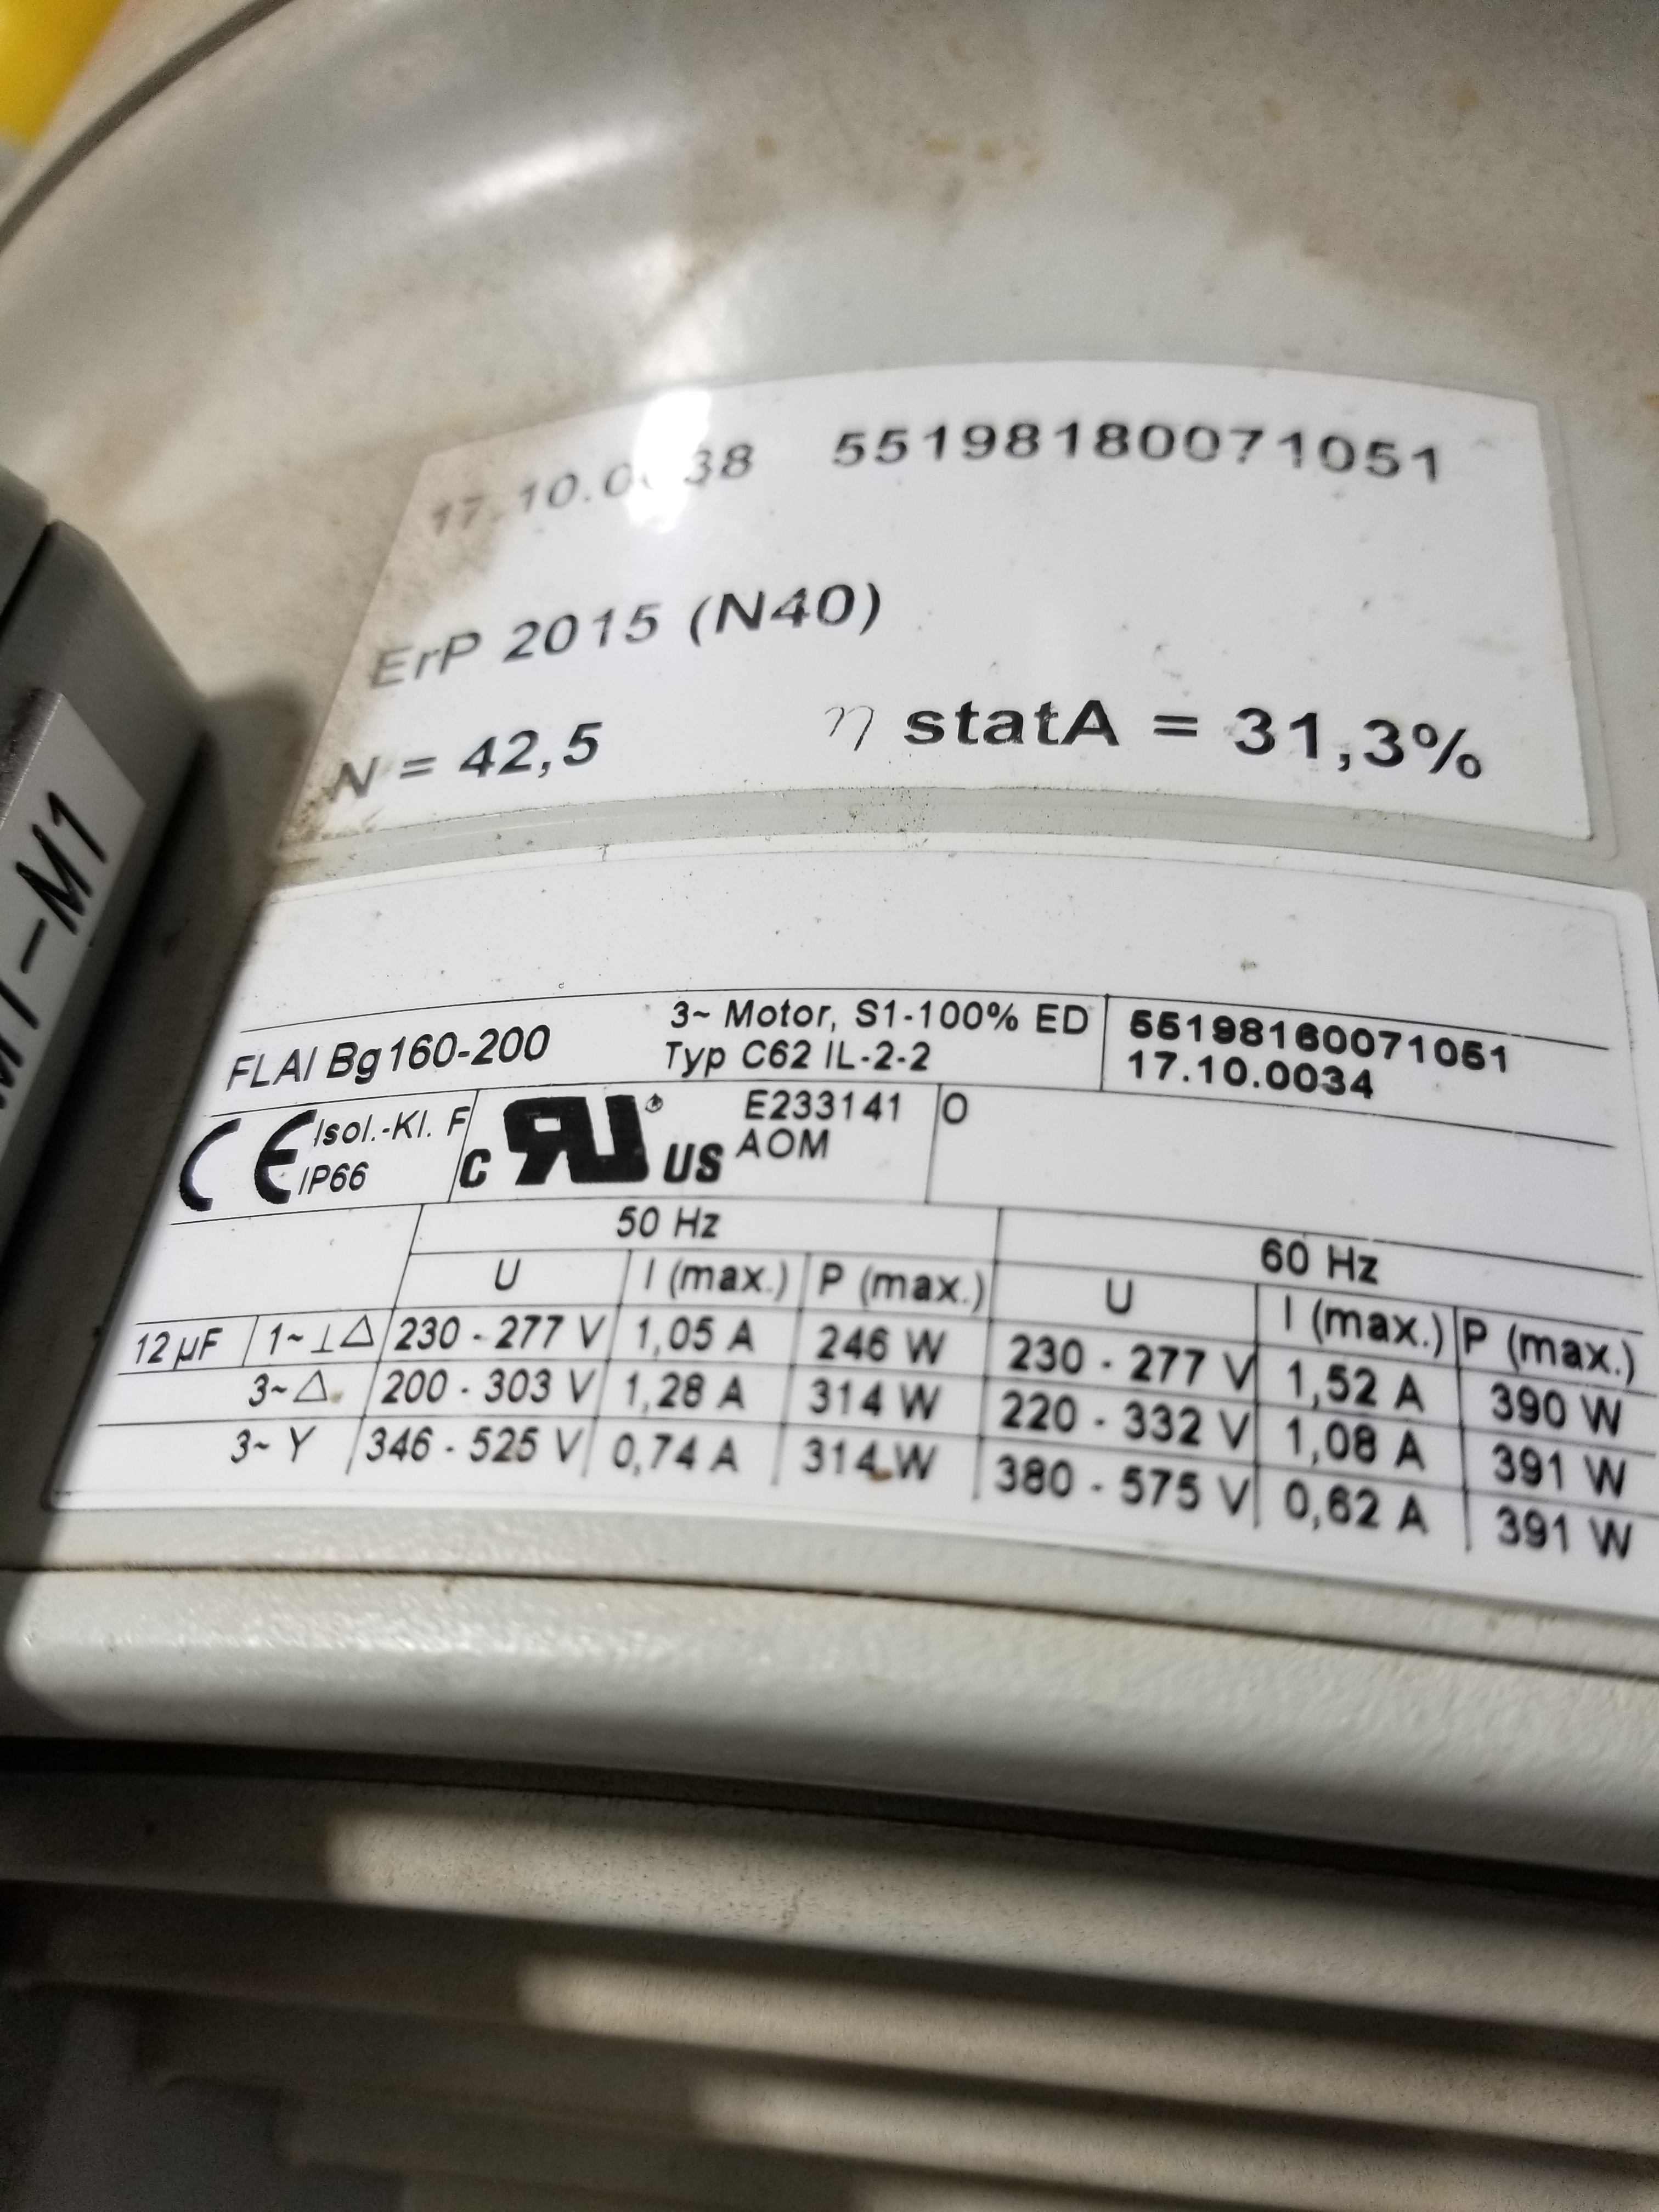 55198180071051
ErP 2015 (N40)
N = 42,5 η statA = 31,3%
-M1
FLAI Bg160-200 3~ Motor, S1-100% ED 55198160071051
Typ C62 IL-2-2 17.10.0034
CE Isol.-Kl. F c RU ® US E233141 O
IP66 AOM
50 Hz 60 Hz
U I (max.) P (max.) U I (max.) P (max.)
12 µF 1~ ⊥ △ 230 - 277 V 1,05 A 246 W 230 - 277 V 1,52 A 390 W
3~ △ 200 - 303 V 1,28 A 314 W 220 - 332 V 1,08 A 391 W
3~ Y 346 - 525 V 0,74 A 314 W 380 - 575 V 0,62 A 391 W